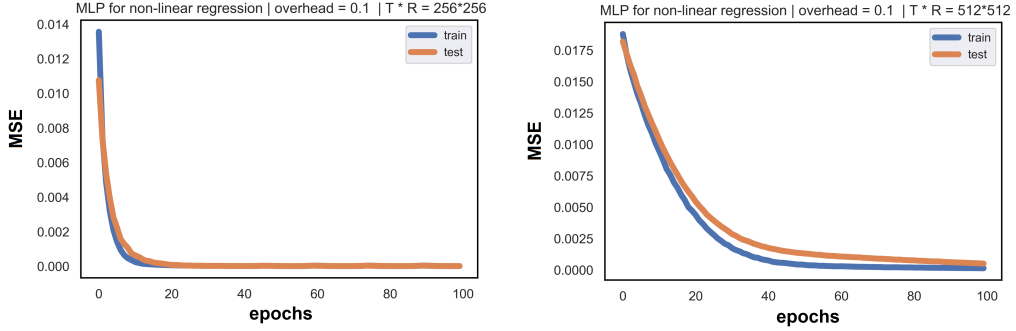 MLP for non-linear regression | overhead = 0.1 | T * R = 256*256
0.014
0.012
0.010
0.008
0.006
0.004
0.002
0.000
MSE
0 20 40 60 80 100
epochs
train
test
MLP for non-linear regression | overhead = 0.1 | T * R = 512*512
0.0175
0.0150
0.0125
0.0100
0.0075
0.0050
0.0025
0.0000
MSE
0 20 40 60 80 100
epochs
train
test